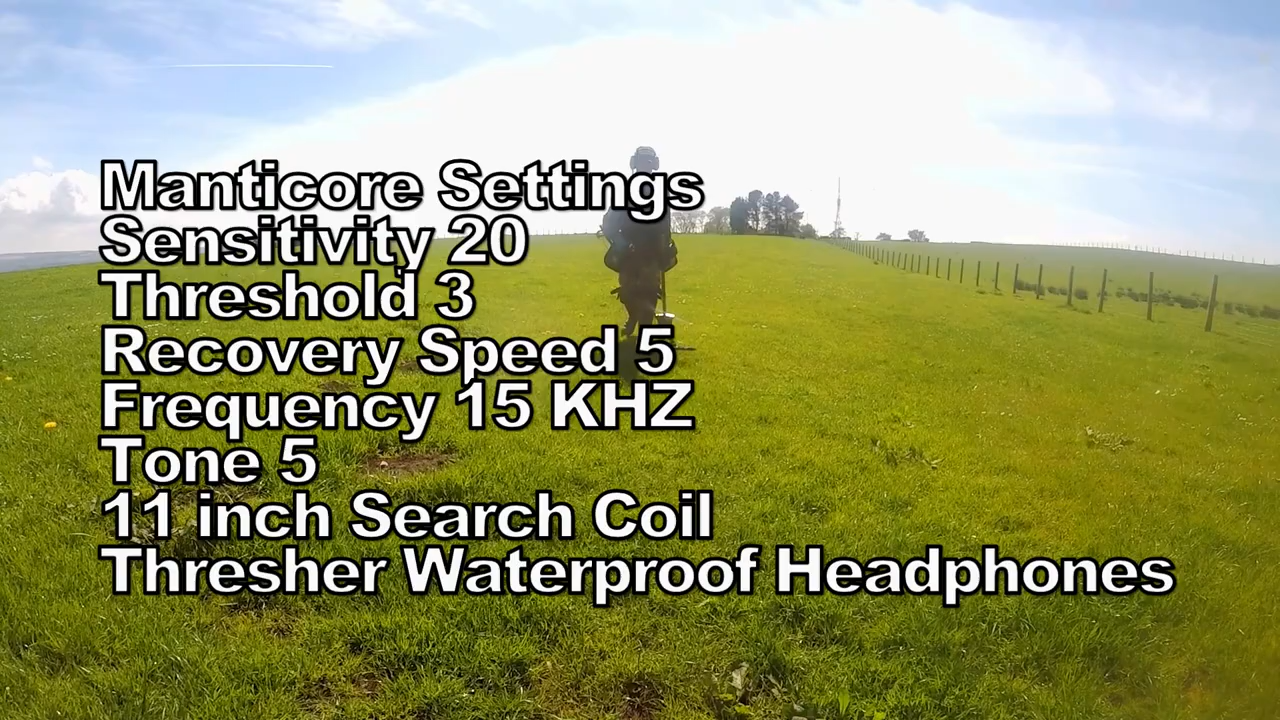 Manticore Settings
Sensitivity 20
Threshold 3
Recovery Speed 5
Frequency 15 KHZ
Tone 5
11 inch Search Coil
Thresher Waterproof Headphones